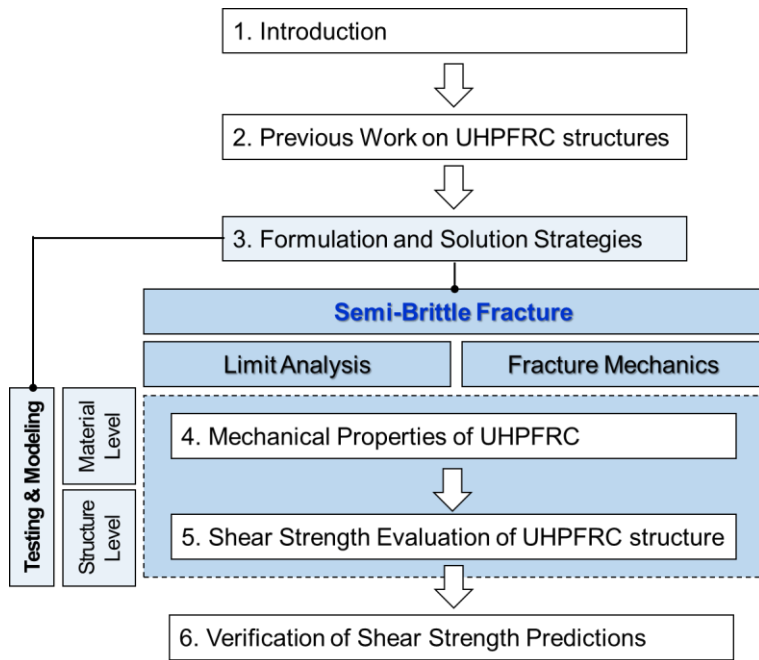 1. Introduction
2. Previous Work on UHPFRC structures
3. Formulation and Solution Strategies
Semi-Brittle Fracture
Limit Analysis
Fracture Mechanics
Testing & Modeling
Material
Level
4. Mechanical Properties of UHPFRC
Structure
Level
5. Shear Strength Evaluation of UHPFRC structure
6. Verification of Shear Strength Predictions